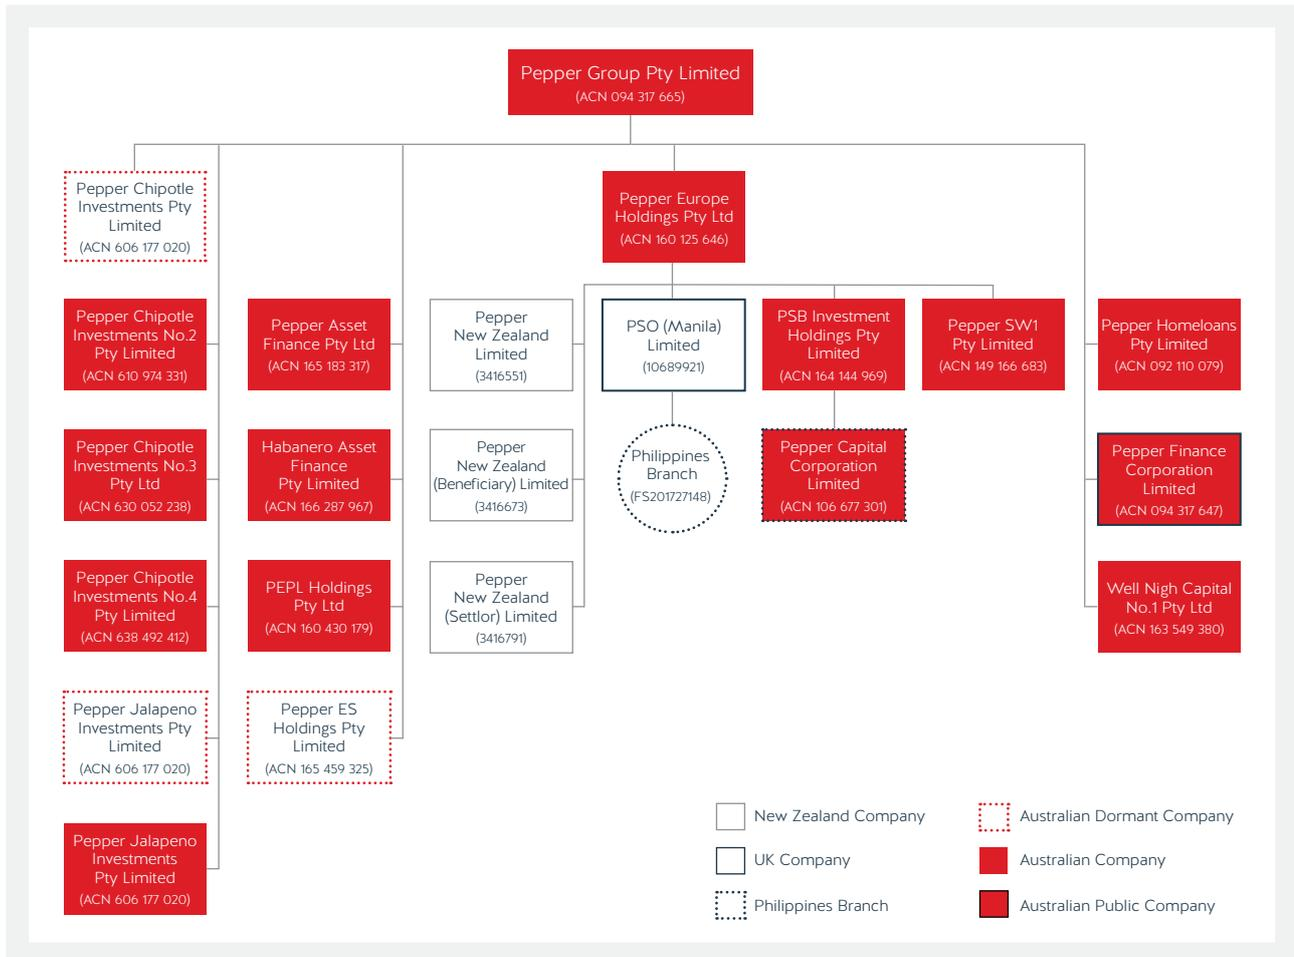 Pepper Group Pty Limited
(ACN 094 317 665)
Pepper Chipotle
Investments Pty
Limited
(ACN 606 177 020)
Pepper Europe
Holdings Pty Ltd
(ACN 160 125 646)
Pepper Chipotle
Investments No.2
Pty Limited
(ACN 610 974 331)
Pepper Asset
Finance Pty Ltd
(ACN 165 183 317)
Pepper
New Zealand
Limited
(3416551)
PSO (Manila)
Limited
(10689921)
PSB Investment
Holdings Pty
Limited
(ACN 164 144 969)
Pepper SW1
Pty Limited
(ACN 149 166 683)
Pepper Homeloans
Pty Limited
(ACN 092 110 079)
Pepper Chipotle
Investments No.3
Pty Ltd
(ACN 630 052 238)
Habanero Asset
Finance
Pty Limited
(ACN 166 287 967)
Pepper
New Zealand
(Beneficiary) Limited
(3416673)
Philippines
Branch
(FS201727148)
Pepper Capital
Corporation
Limited
(ACN 106 677 301)
Pepper Finance
Corporation
Limited
(ACN 094 317 647)
Pepper Chipotle
Investments No.4
Pty Limited
(ACN 638 492 412)
PEPL Holdings
Pty Ltd
(ACN 160 430 179)
Pepper
New Zealand
(Settlor) Limited
(3416791)
Well Nigh Capital
No.1 Pty Ltd
(ACN 163 549 380)
Pepper Jalapeno
Investments Pty
Limited
(ACN 606 177 020)
Pepper ES
Holdings Pty
Limited
(ACN 165 459 325)
Pepper Jalapeno
Investments
Pty Limited
(ACN 606 177 020)
New Zealand Company
UK Company
Philippines Branch
Australian Dormant Company
Australian Company
Australian Public Company